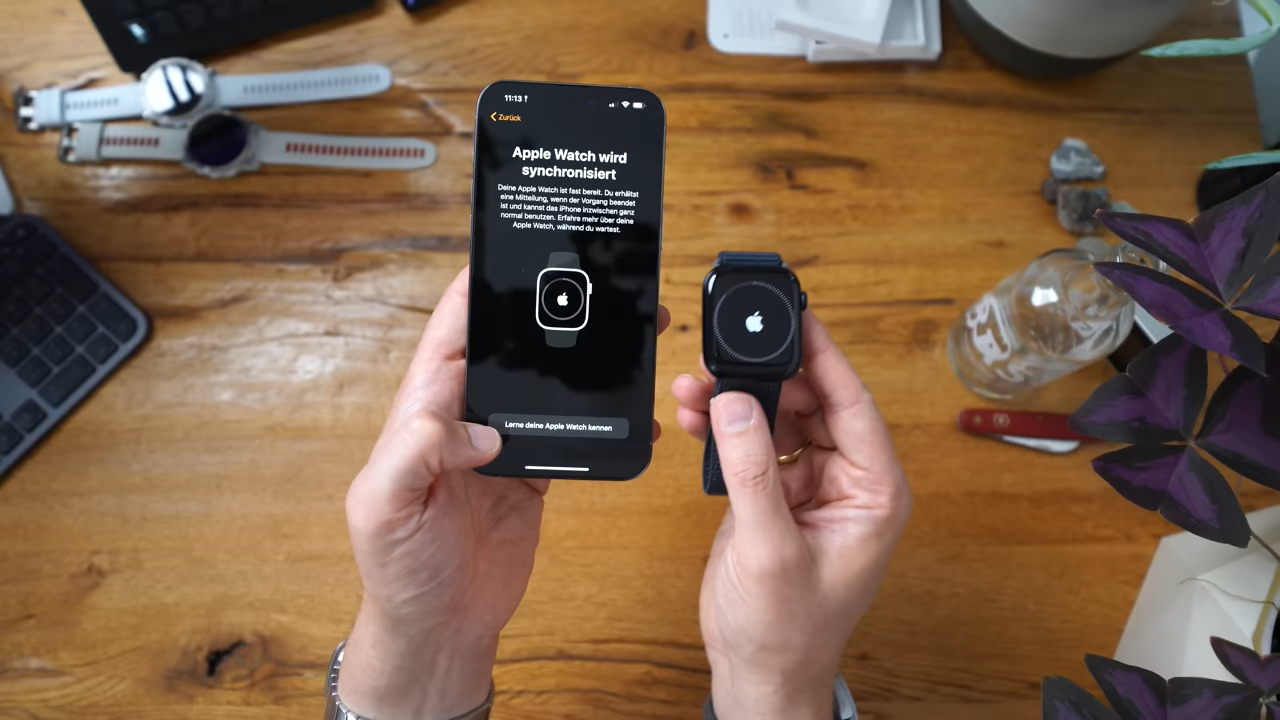 11:13
Zurück
Apple Watch wird
synchronisiert
Deine Apple Watch ist fast bereit. Du erhältst
eine Mitteilung, wenn der Vorgang beendet
ist und kannst das iPhone inzwischen ganz
normal benutzen. Erfahre mehr über deine
Apple Watch, während du wartest.
Lerne deine Apple Watch kennen